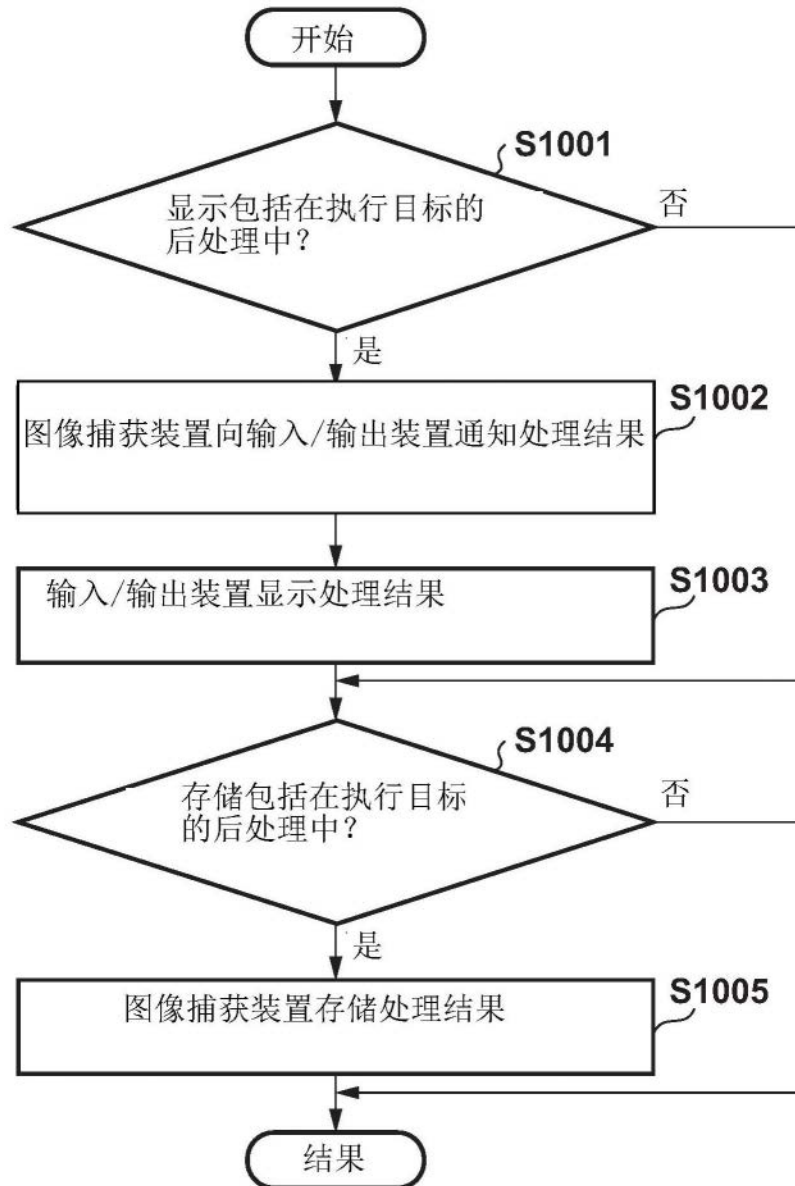 开始
S1001
显示包括在执行目标的
后处理中?
否
是
S1002
图像捕获装置向输入/输出装置通知处理结果
S1003
输入/输出装置显示处理结果
S1004
存储包括在执行目标
的后处理中?
否
是
S1005
图像捕获装置存储处理结果
结果